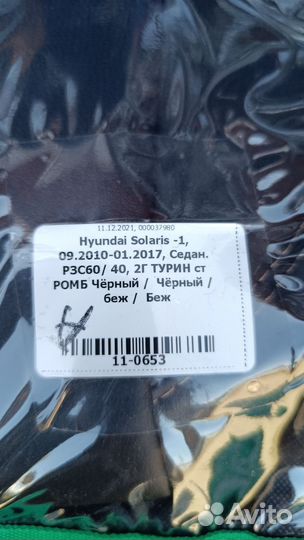 11.12.2021, 000037980
Hyundai Solaris -1,
09.2010-01.2017, Седан.
РЗС60/ 40, 2Г ТУРИН ст
РОМБ Чёрный / Чёрный /
беж / Беж
11-0653
Avito